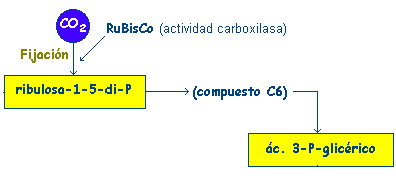 CO2
RuBisCo (actividad carboxilasa)
Fijación
ribulosa-1-5-di-P
(compuesto C6)
ác. 3-P-glicérico